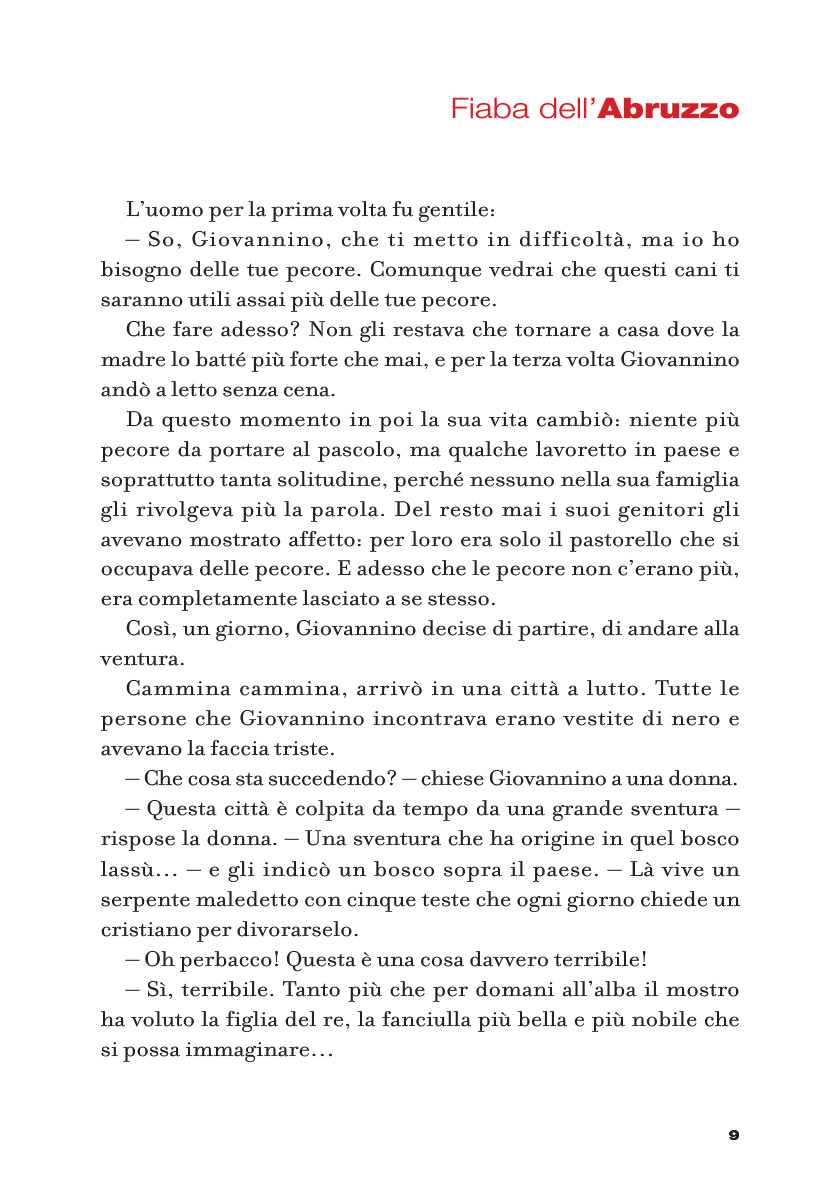 Fiaba dell’Abruzzo
L’uomo per la prima volta fu gentile:
– So, Giovannino, che ti metto in difficoltà, ma io ho
bisogno delle tue pecore. Comunque vedrai che questi cani ti
saranno utili assai più delle tue pecore.
Che fare adesso? Non gli restava che tornare a casa dove la
madre lo batté più forte che mai, e per la terza volta Giovannino
andò a letto senza cena.
Da questo momento in poi la sua vita cambiò: niente più
pecore da portare al pascolo, ma qualche lavoretto in paese e
soprattutto tanta solitudine, perché nessuno nella sua famiglia
gli rivolgeva più la parola. Del resto mai i suoi genitori gli
avevano mostrato affetto: per loro era solo il pastorello che si
occupava delle pecore. E adesso che le pecore non c’erano più,
era completamente lasciato a se stesso.
Così, un giorno, Giovannino decise di partire, di andare alla
ventura.
Cammina cammina, arrivò in una città a lutto. Tutte le
persone che Giovannino incontrava erano vestite di nero e
avevano la faccia triste.
– Che cosa sta succedendo? – chiese Giovannino a una donna.
– Questa città è colpita da tempo da una grande sventura –
rispose la donna. – Una sventura che ha origine in quel bosco
lassù... – e gli indicò un bosco sopra il paese. – Là vive un
serpente maledetto con cinque teste che ogni giorno chiede un
cristiano per divorarselo.
– Oh perbacco! Questa è una cosa davvero terribile!
– Sì, terribile. Tanto più che per domani all’alba il mostro
ha voluto la figlia del re, la fanciulla più bella e più nobile che
si possa immaginare...
9